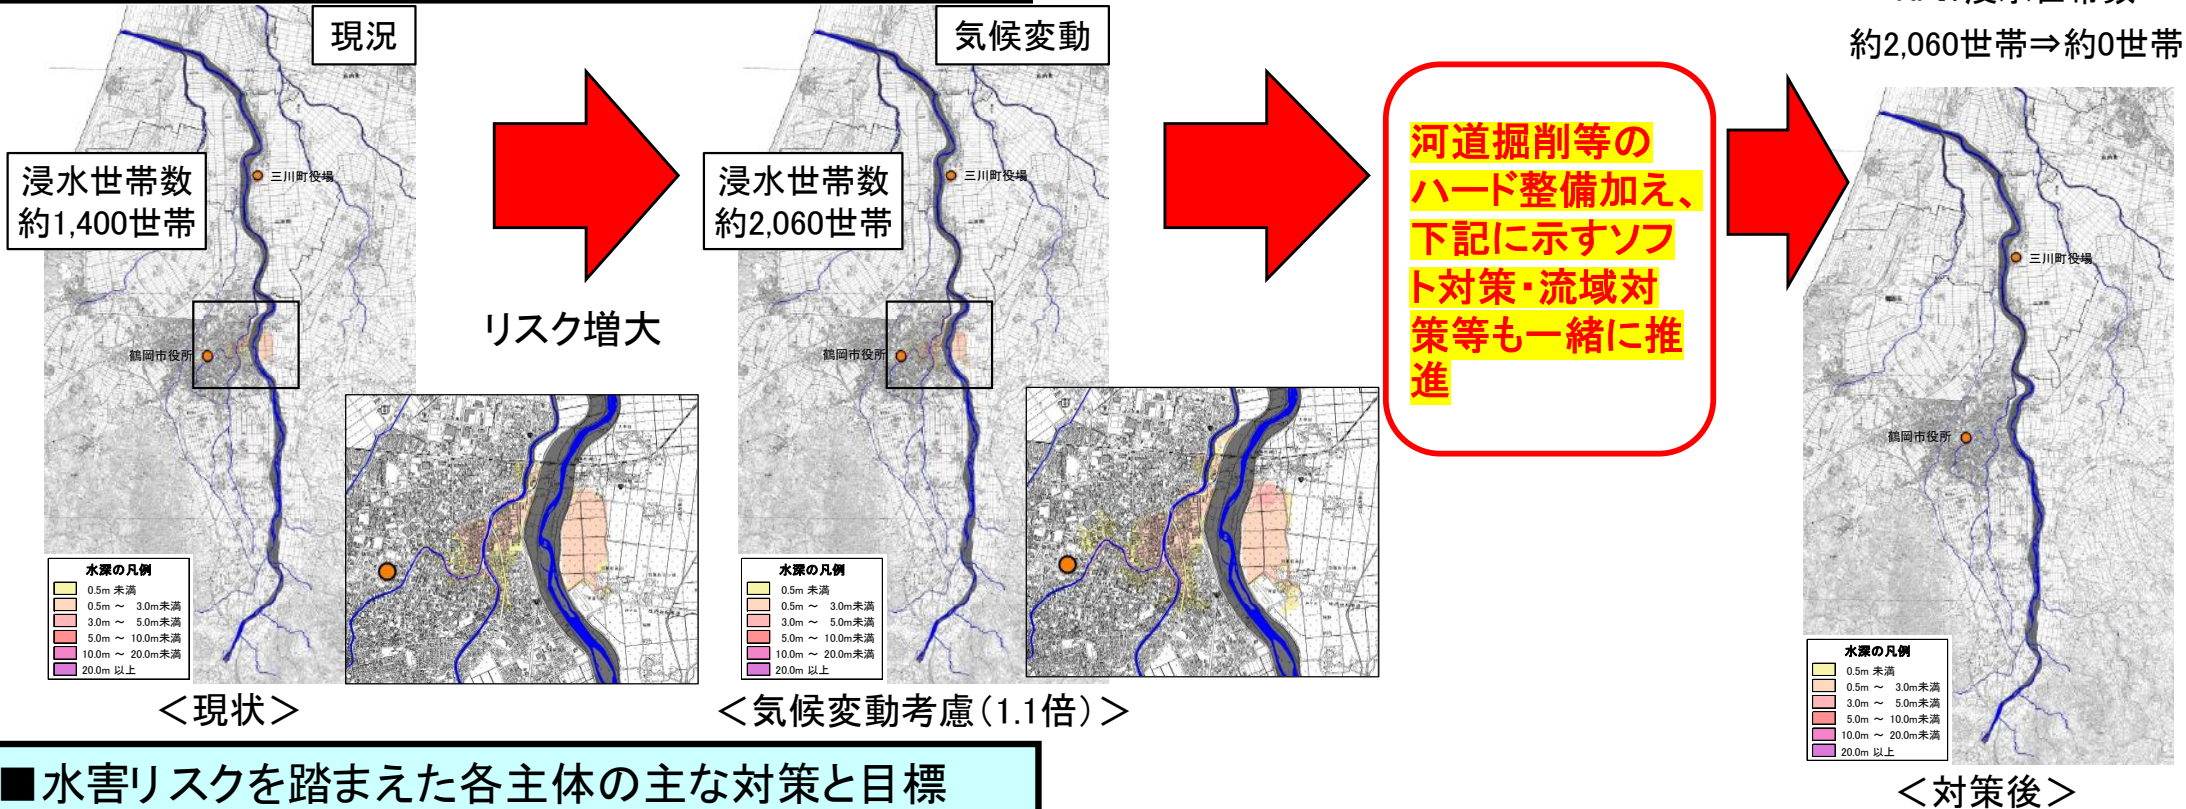 現況
浸水世帯数
約1,400世帯
三川町役場
鶴岡市役所
水深の凡例
0.5m 未満
0.5m ～ 3.0m未満
3.0m ～ 5.0m未満
5.0m ～ 10.0m未満
10.0m ～ 20.0m未満
20.0m 以上
＜現状＞
リスク増大
気候変動
浸水世帯数
約2,060世帯
三川町役場
鶴岡市役所
水深の凡例
0.5m 未満
0.5m ～ 3.0m未満
3.0m ～ 5.0m未満
5.0m ～ 10.0m未満
10.0m ～ 20.0m未満
20.0m 以上
＜気候変動考慮（1.1倍）＞
河道掘削等の
ハード整備加え、
下記に示すソフ
ト対策・流域対
策等も一緒に推
進
約2,060世帯⇒約0世帯
三川町役場
鶴岡市役所
水深の凡例
0.5m 未満
0.5m ～ 3.0m未満
3.0m ～ 5.0m未満
5.0m ～ 10.0m未満
10.0m ～ 20.0m未満
20.0m 以上
＜対策後＞
■水害リスクを踏まえた各主体の主な対策と目標